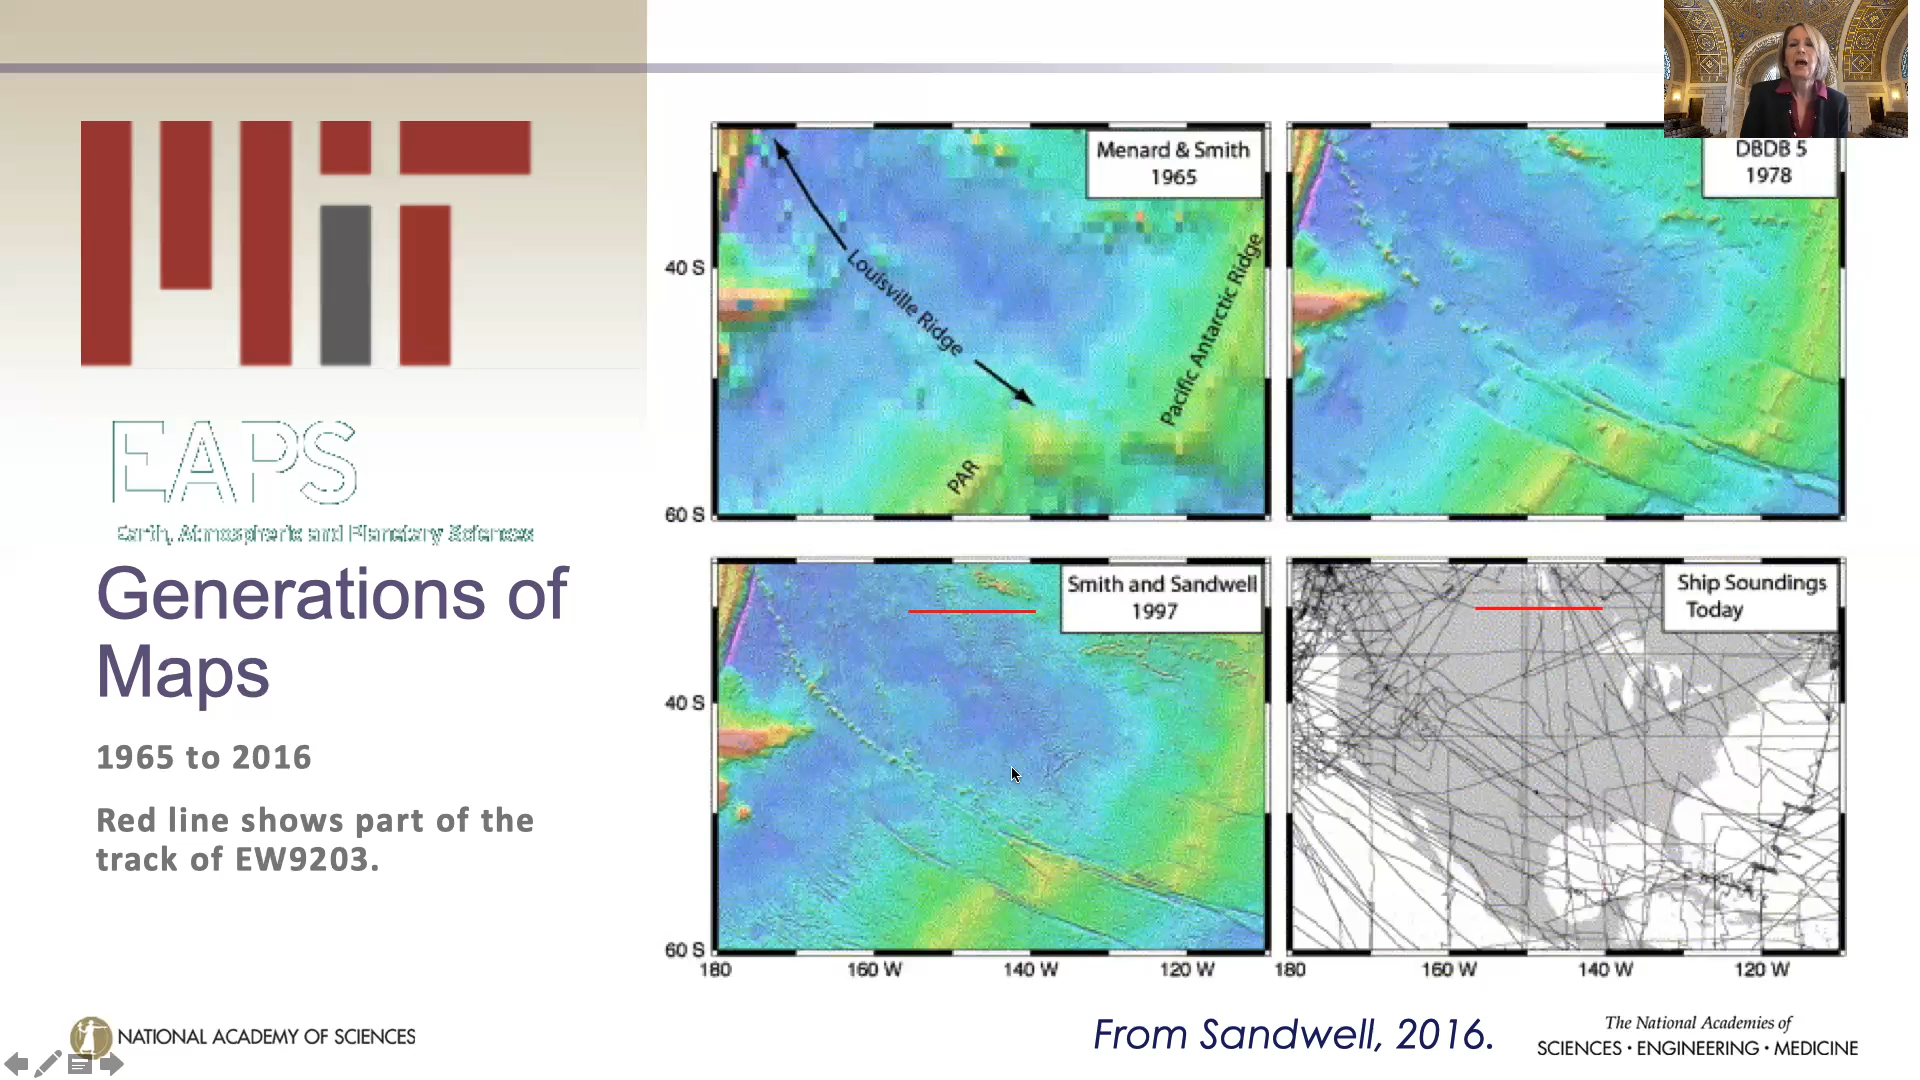 MIT
EAPS
Earth, Atmospheric and Planetary Sciences
Generations of
Maps
1965 to 2016
Red line shows part of the
track of EW9203.
Menard & Smith
1965
Louisville Ridge
Pacific Antarctic Ridge
PAR
40 S
60 S
DBDB 5
1978
Smith and Sandwell
1997
40 S
60 S
180
160 W
140 W
120 W
Ship Soundings
Today
180
160 W
140 W
120 W
From Sandwell, 2016.
NATIONAL ACADEMY OF SCIENCES
The National Academies of
SCIENCES • ENGINEERING • MEDICINE